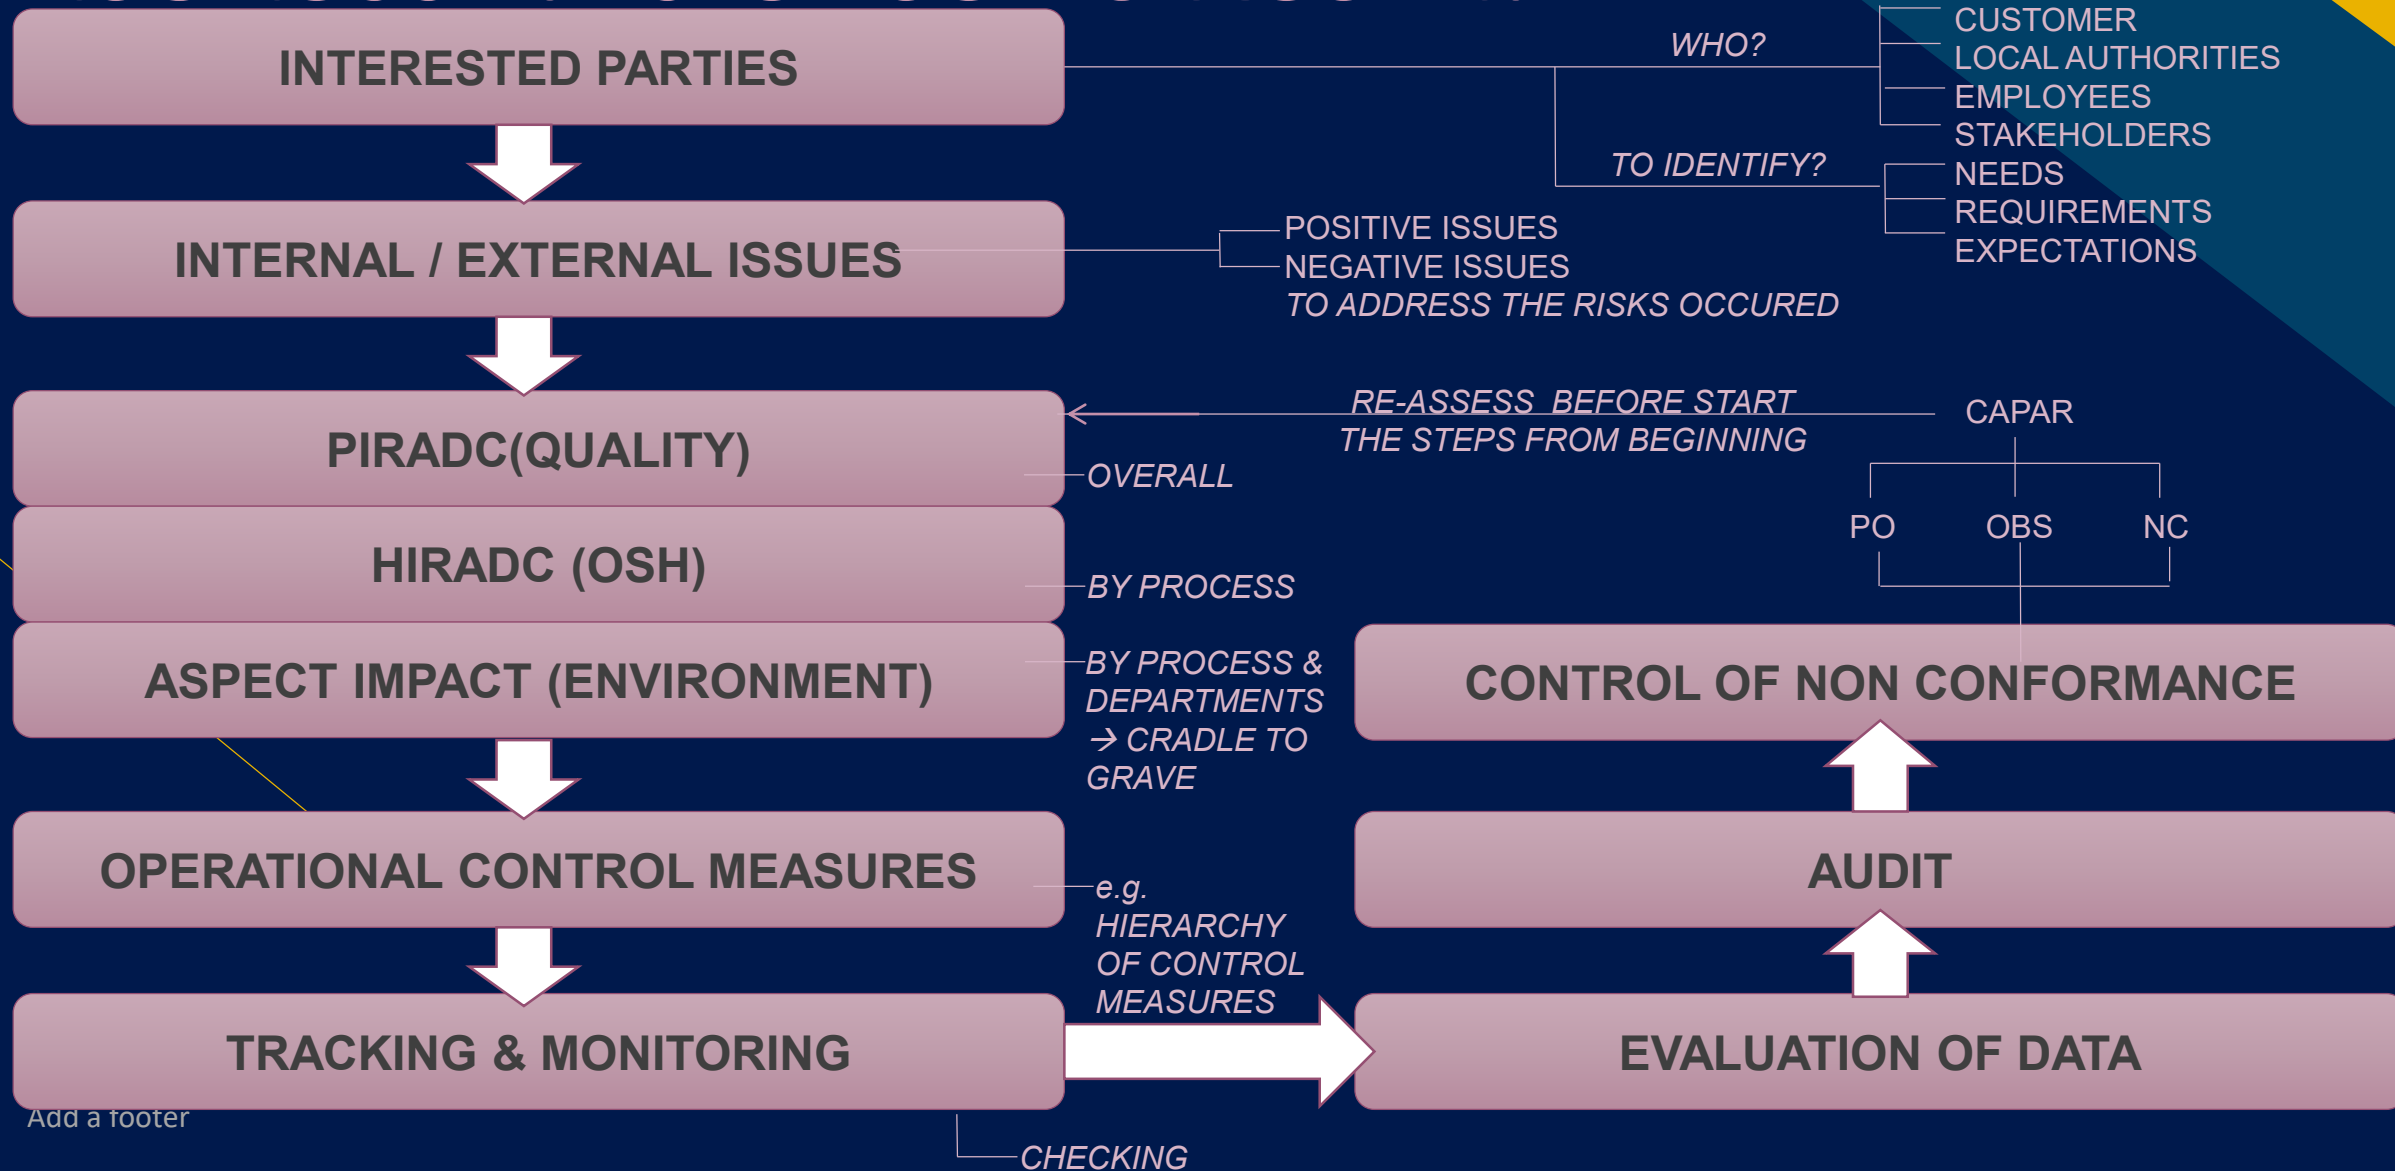 INTERESTED PARTIES
WHO?
CUSTOMER
LOCAL AUTHORITIES
EMPLOYEES
STAKEHOLDERS
TO IDENTIFY?
NEEDS
REQUIREMENTS
EXPECTATIONS
INTERNAL / EXTERNAL ISSUES
POSITIVE ISSUES
NEGATIVE ISSUES
TO ADDRESS THE RISKS OCCURED
PIRADC(QUALITY)
OVERALL
RE-ASSESS BEFORE START
THE STEPS FROM BEGINNING
CAPAR
PO
OBS
NC
HIRADC (OSH)
BY PROCESS
ASPECT IMPACT (ENVIRONMENT)
BY PROCESS &
DEPARTMENTS
→ CRADLE TO
GRAVE
CONTROL OF NON CONFORMANCE
OPERATIONAL CONTROL MEASURES
e.g.
HIERARCHY
OF CONTROL
MEASURES
AUDIT
TRACKING & MONITORING
EVALUATION OF DATA
Add a footer
CHECKING